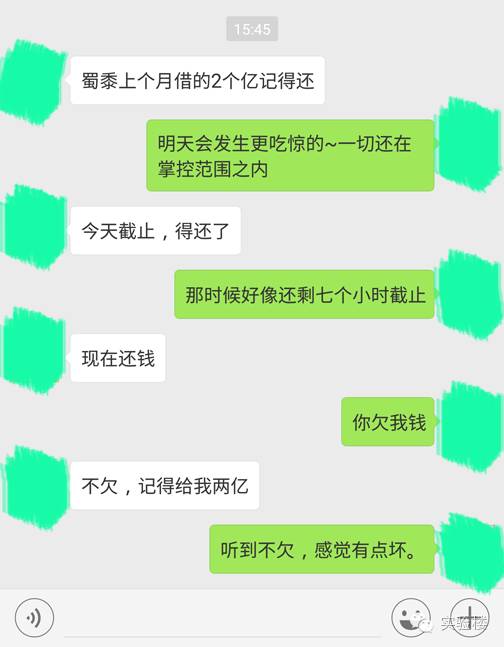 15:45
蜀黍上个月借的2个亿记得还
明天会发生更吃惊的~一切还在
掌控范围之内
今天截止，得还了
那时候好像还剩七个小时截止
现在还钱
你欠我钱
不欠，记得给我两亿
听到不欠，感觉有点坏。
实验楼